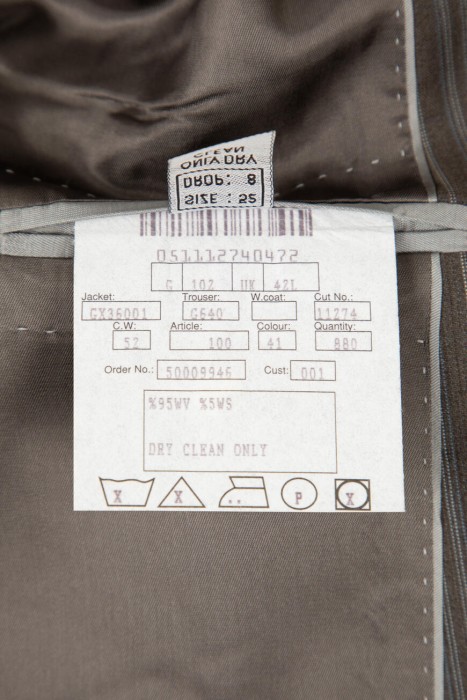 SIZE : 52
DROP: 8
ONLY DRY
CLEAN
051112740472
G 102 UK 42L
Jacket: Trouser: W.coat: Cut No.:
GX36001 G640 11274
C.W: Article: Colour: Quantity:
52 100 41 880
Order No.: 50009946 Cust: 001
%95WV %5WS
DRY CLEAN ONLY
X X P X